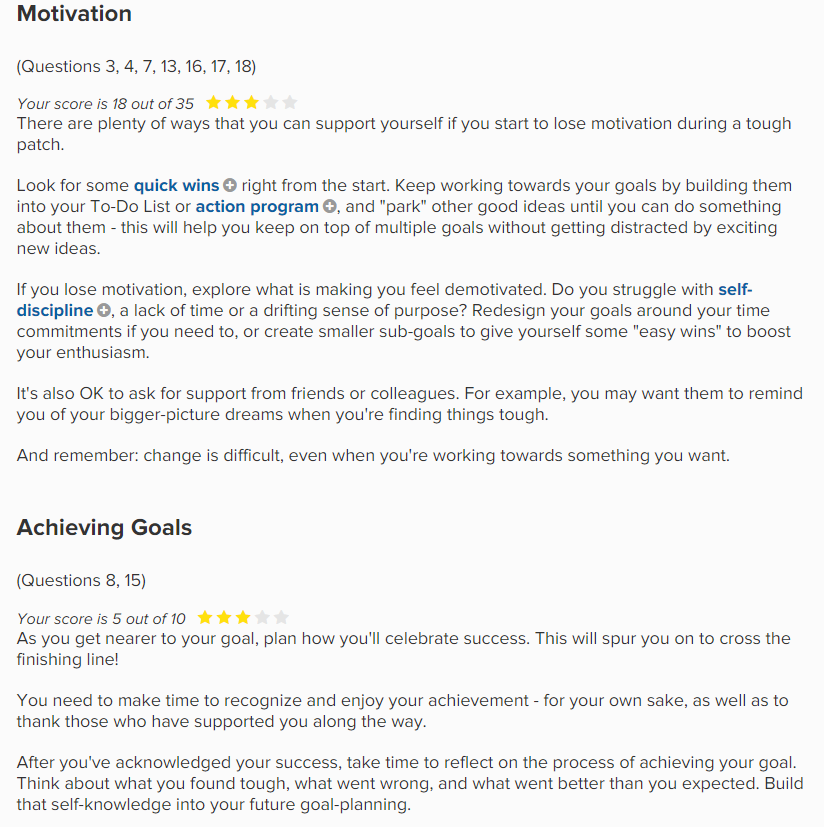 Motivation
(Questions 3, 4, 7, 13, 16, 17, 18)
Your score is 18 out of 35
There are plenty of ways that you can support yourself if you start to lose motivation during a tough
patch.
Look for some quick wins right from the start. Keep working towards your goals by building them
into your To-Do List or action program, and "park" other good ideas until you can do something
about them - this will help you keep on top of multiple goals without getting distracted by exciting
new ideas.
If you lose motivation, explore what is making you feel demotivated. Do you struggle with self-
discipline, a lack of time or a drifting sense of purpose? Redesign your goals around your time
commitments if you need to, or create smaller sub-goals to give yourself some "easy wins" to boost
your enthusiasm.
It's also OK to ask for support from friends or colleagues. For example, you may want them to remind
you of your bigger-picture dreams when you're finding things tough.
And remember: change is difficult, even when you're working towards something you want.
Achieving Goals
(Questions 8, 15)
Your score is 5 out of 10
As you get nearer to your goal, plan how you'll celebrate success. This will spur you on to cross the
finishing line!
You need to make time to recognize and enjoy your achievement - for your own sake, as well as to
thank those who have supported you along the way.
After you've acknowledged your success, take time to reflect on the process of achieving your goal.
Think about what you found tough, what went wrong, and what went better than you expected. Build
that self-knowledge into your future goal-planning.